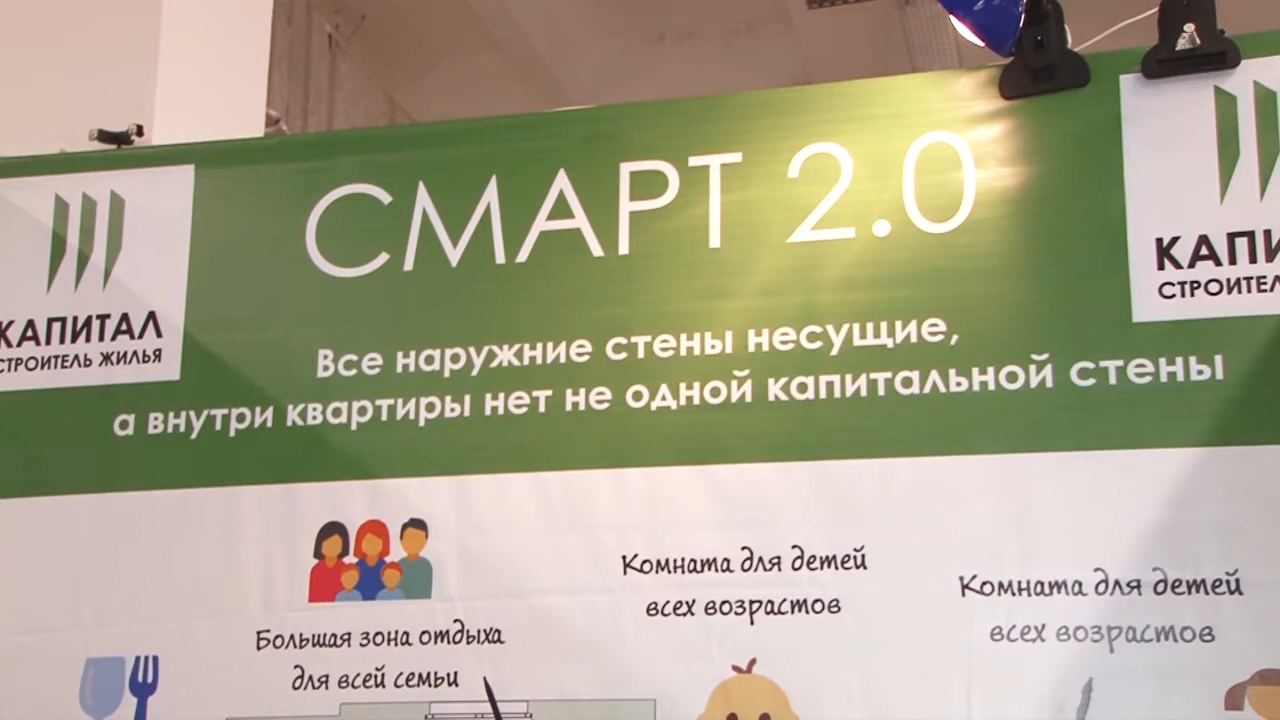 СМАРТ 2.0
КАПИТАЛ
СТРОИТЕЛЬ ЖИЛЬЯ
КАПИ
СТРОИТЕЛ
Все наружние стены несущие,
а внутри квартиры нет не одной капитальной стены
Комната для детей
всех возрастов
Комната для детей
всех возрастов
Большая зона отдыха
для всей семьи